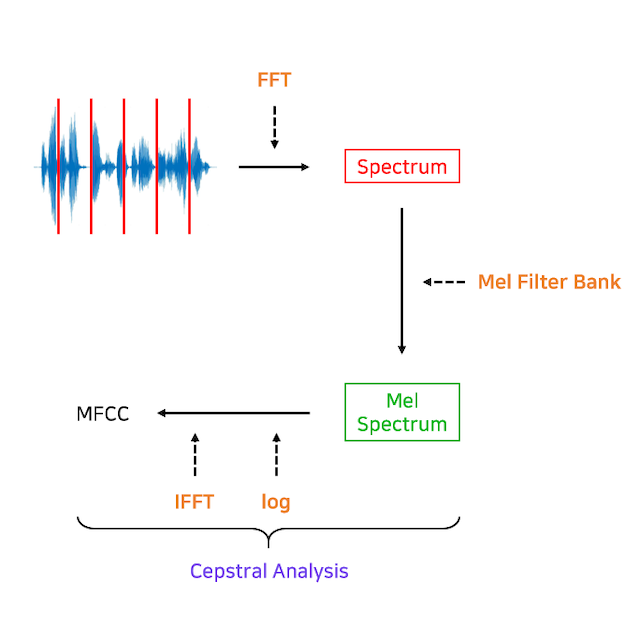 FFT
Spectrum
Mel Filter Bank
Mel
Spectrum
MFCC
IFFT
log
Cepstral Analysis